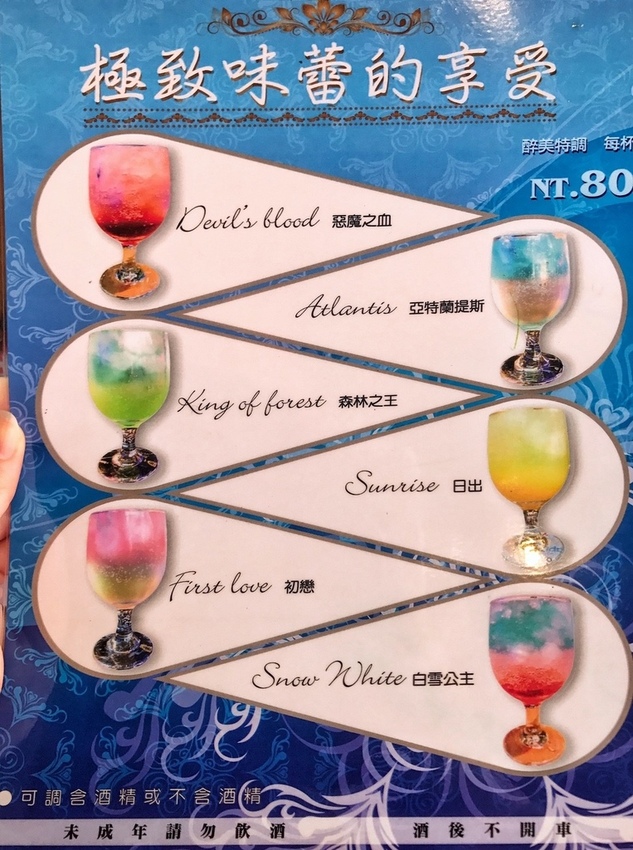 極致味蕾的享受
醉美特調 每杯
NT.80
Devil's blood 惡魔之血
Atlantis 亞特蘭提斯
King of forest 森林之王
Sunrise 日出
First love 初戀
Snow White 白雪公主
● 可調含酒精或不含酒精
未成年請勿飲酒 酒後不開車